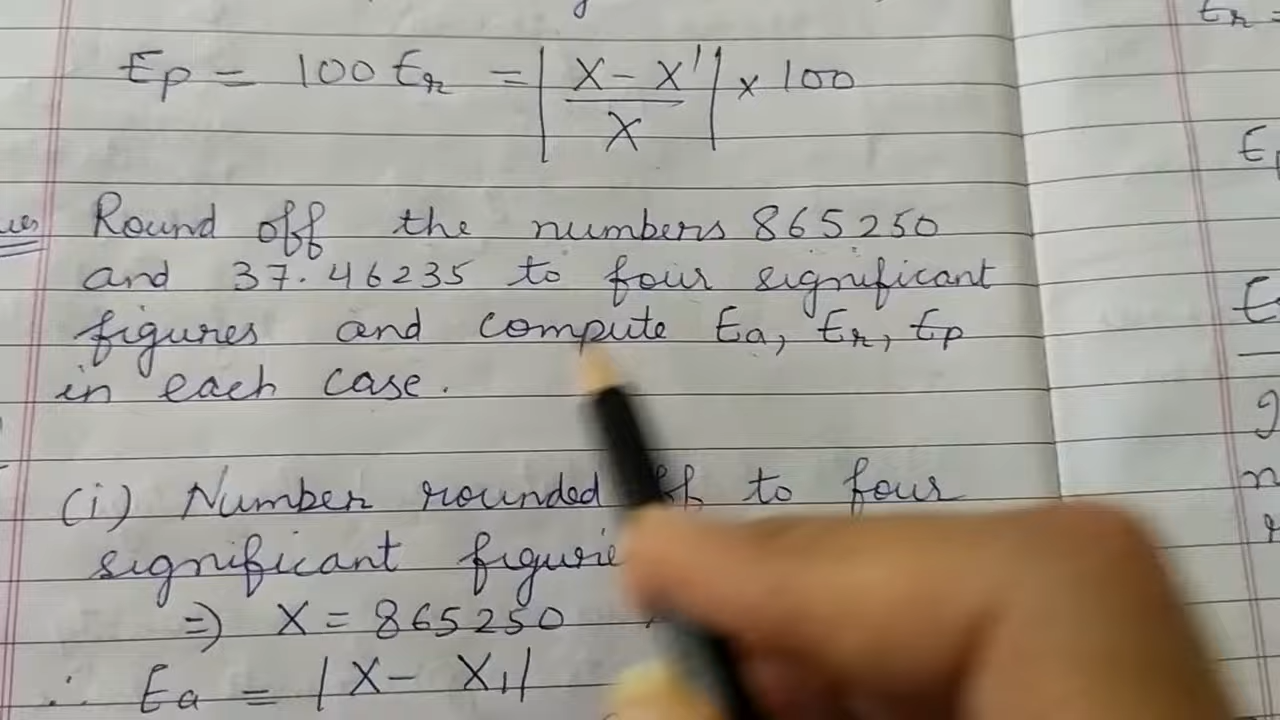 Ep = 100 Er = | X - X' / X | × 100
Round off the numbers 865250
and 37.46235 to four significant
figures and compute Ea, Er, Ep
in each case.
(i) Number rounded off to four
significant
=) X = 865250
∴ Ea = |X - X₁|